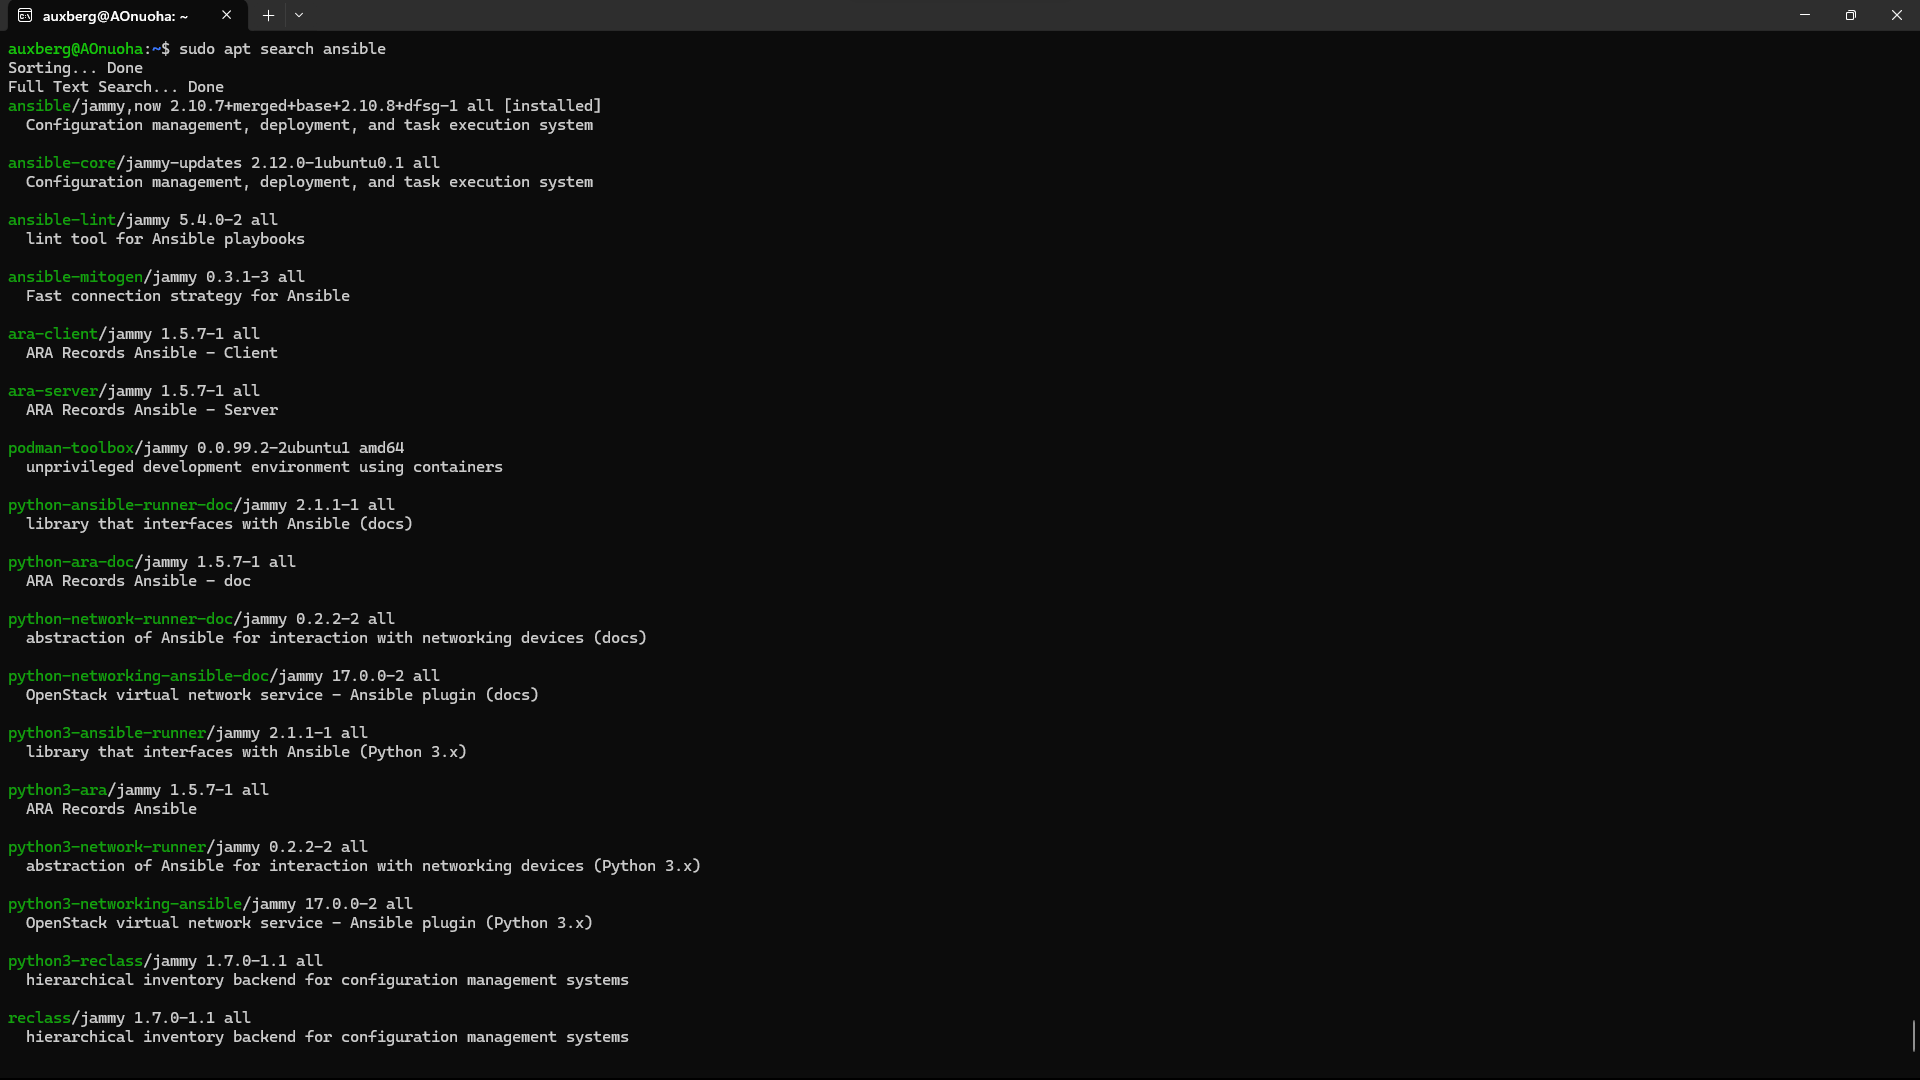 auxberg@AOnuoha: ~
auxberg@AOnuoha:~$ sudo apt search ansible
Sorting... Done
Full Text Search... Done
ansible/jammy,now 2.10.7+merged+base+2.10.8+dfsg-1 all [installed]
  Configuration management, deployment, and task execution system

ansible-core/jammy-updates 2.12.0-1ubuntu0.1 all
  Configuration management, deployment, and task execution system

ansible-lint/jammy 5.4.0-2 all
  lint tool for Ansible playbooks

ansible-mitogen/jammy 0.3.1-3 all
  Fast connection strategy for Ansible

ara-client/jammy 1.5.7-1 all
  ARA Records Ansible - Client

ara-server/jammy 1.5.7-1 all
  ARA Records Ansible - Server

podman-toolbox/jammy 0.0.99.2-2ubuntu1 amd64
  unprivileged development environment using containers

python-ansible-runner-doc/jammy 2.1.1-1 all
  library that interfaces with Ansible (docs)

python-ara-doc/jammy 1.5.7-1 all
  ARA Records Ansible - doc

python-network-runner-doc/jammy 0.2.2-2 all
  abstraction of Ansible for interaction with networking devices (docs)

python-networking-ansible-doc/jammy 17.0.0-2 all
  OpenStack virtual network service - Ansible plugin (docs)

python3-ansible-runner/jammy 2.1.1-1 all
  library that interfaces with Ansible (Python 3.x)

python3-ara/jammy 1.5.7-1 all
  ARA Records Ansible

python3-network-runner/jammy 0.2.2-2 all
  abstraction of Ansible for interaction with networking devices (Python 3.x)

python3-networking-ansible/jammy 17.0.0-2 all
  OpenStack virtual network service - Ansible plugin (Python 3.x)

python3-reclass/jammy 1.7.0-1.1 all
  hierarchical inventory backend for configuration management systems

reclass/jammy 1.7.0-1.1 all
  hierarchical inventory backend for configuration management systems